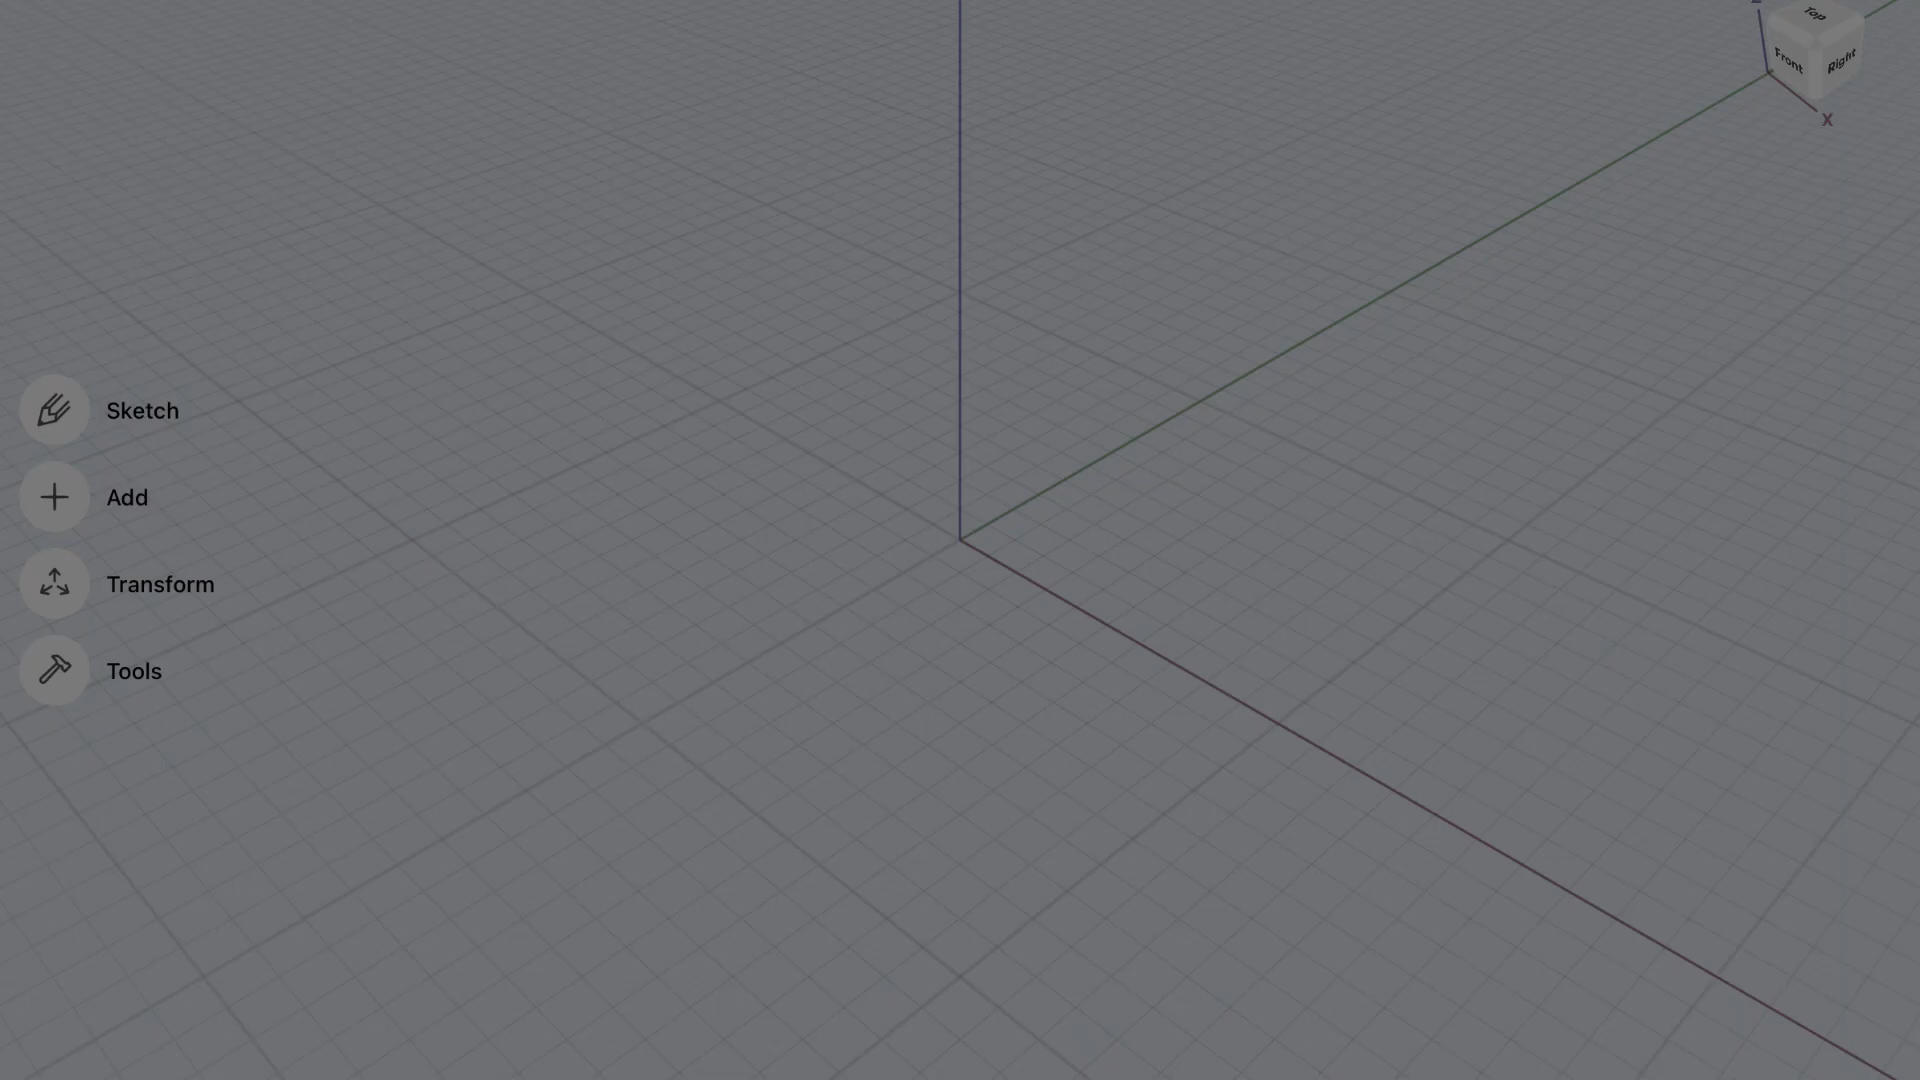 Top
Front
Right
X
Sketch
Add
Transform
Tools